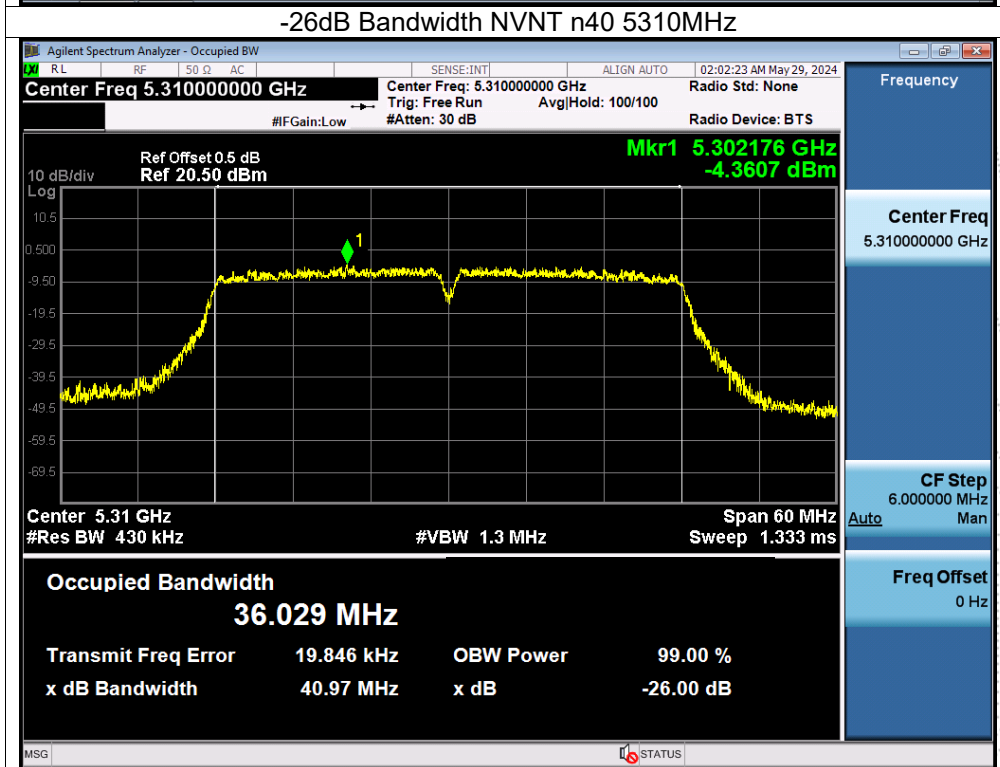 -26dB Bandwidth NVNT n40 5310MHz
Agilent Spectrum Analyzer - Occupied BW
LXI RL RF 50 Ω AC SENSE:INT ALIGN AUTO 02:02:23 AM May 29, 2024
Center Freq 5.310000000 GHz
Center Freq: 5.310000000 GHz Radio Std: None
Trig: Free Run Avg|Hold: 100/100
#IFGain:Low #Atten: 30 dB Radio Device: BTS
Frequency
Mkr1 5.302176 GHz
-4.3607 dBm
Ref Offset 0.5 dB
10 dB/div Ref 20.50 dBm
Log
10.5
0.500
-9.50
-19.5
-29.5
-39.5
-49.5
-59.5
-69.5
1
Center 5.31 GHz Span 60 MHz
#Res BW 430 kHz #VBW 1.3 MHz Sweep 1.333 ms
Center Freq
5.310000000 GHz
CF Step
6.000000 MHz
Auto Man
Freq Offset
0 Hz
Occupied Bandwidth
36.029 MHz
Transmit Freq Error 19.846 kHz OBW Power 99.00 %
x dB Bandwidth 40.97 MHz x dB -26.00 dB
MSG STATUS